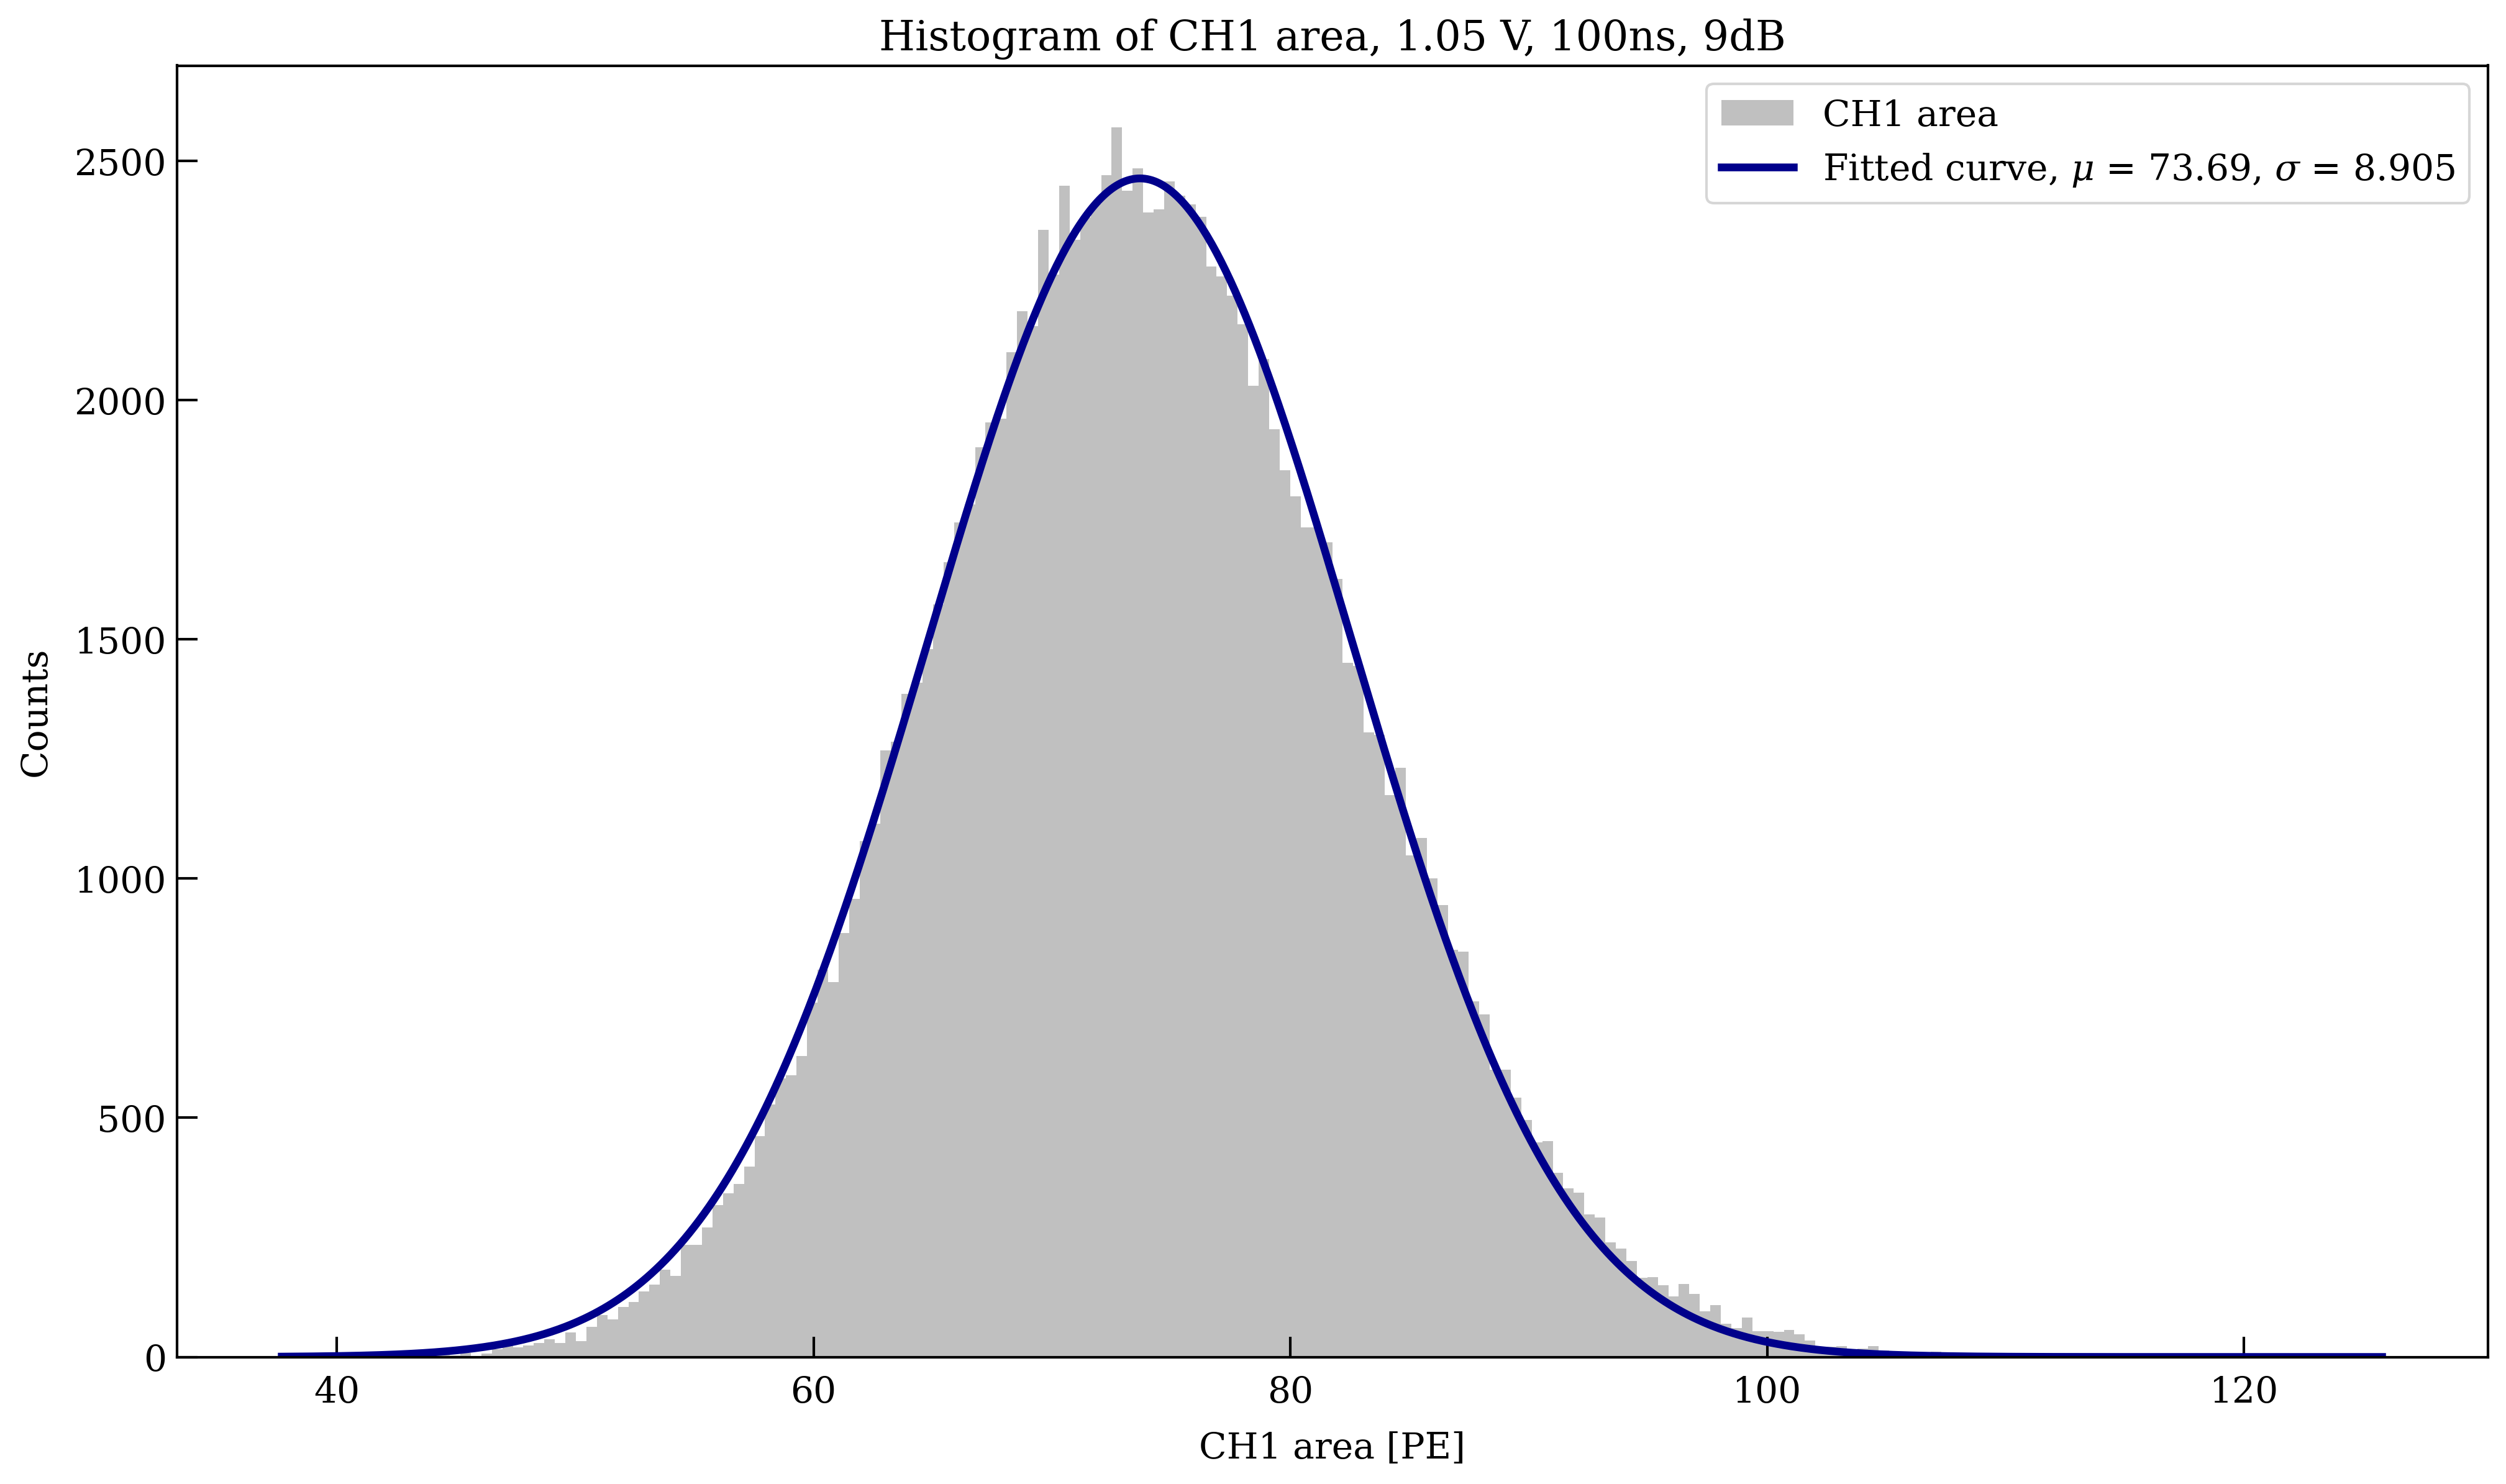 Histogram of CH1 area, 1.05 V, 100ns, 9dB
CH1 area
Fitted curve, μ = 73.69, σ = 8.905
2500
2000
1500
1000
500
0
Counts
40 60 80 100 120
CH1 area [PE]